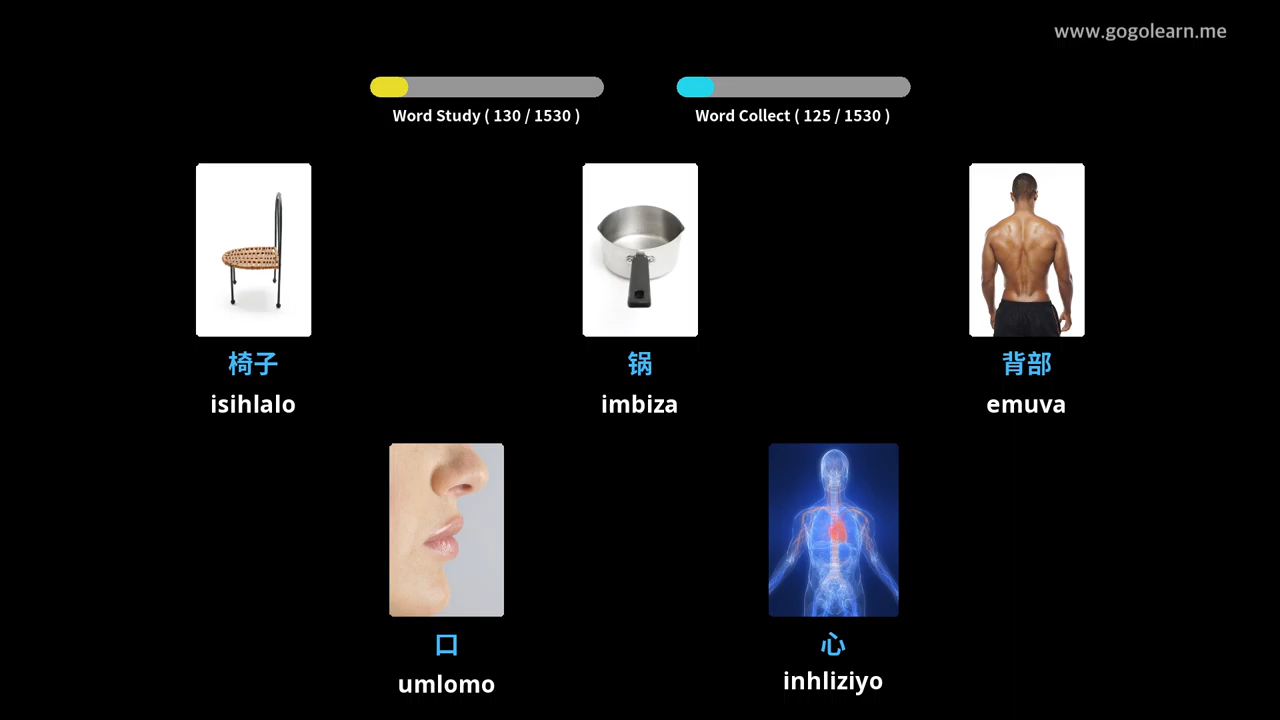 www.gogolearn.me
Word Study ( 130 / 1530 )
Word Collect ( 125 / 1530 )
椅子
isihlalo
锅
imbiza
背部
emuva
口
umlomo
心
inhliziyo